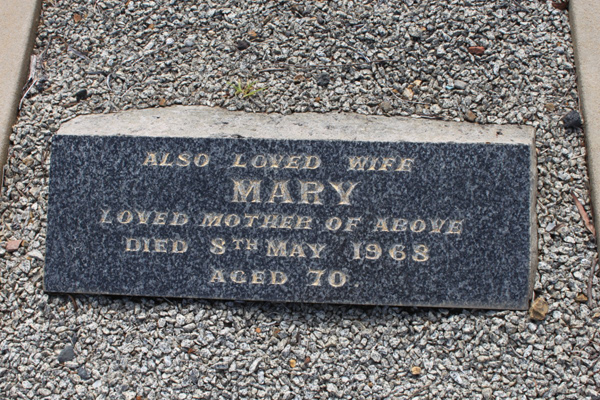 ALSO LOVED WIFE
MARY
LOVED MOTHER OF ABOVE
DIED 8TH MAY 1968
AGED 70.